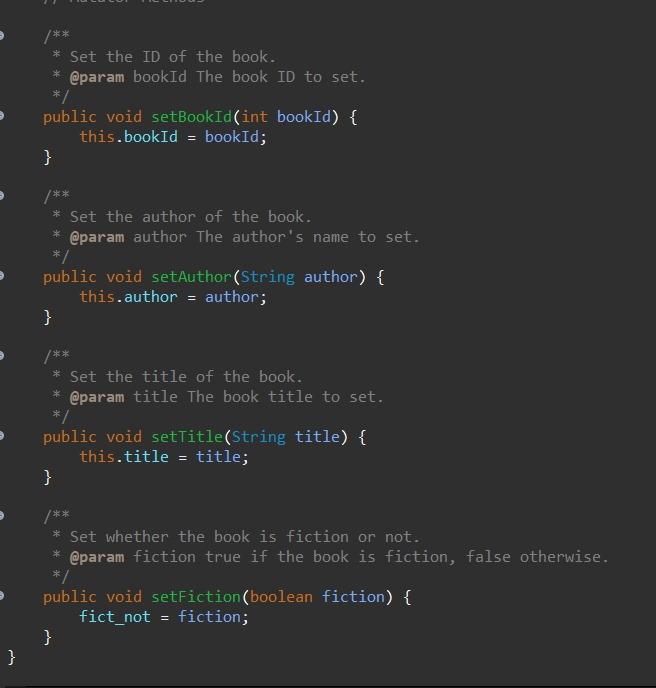 // Mutator Methods
/**
* Set the ID of the book.
* @param bookId The book ID to set.
*/
public void setBookId(int bookId) {
this.bookId = bookId;
}
/**
* Set the author of the book.
* @param author The author's name to set.
*/
public void setAuthor(String author) {
this.author = author;
}
/**
* Set the title of the book.
* @param title The book title to set.
*/
public void setTitle(String title) {
this.title = title;
}
/**
* Set whether the book is fiction or not.
* @param fiction true if the book is fiction, false otherwise.
*/
public void setFiction(boolean fiction) {
fict_not = fiction;
}
}